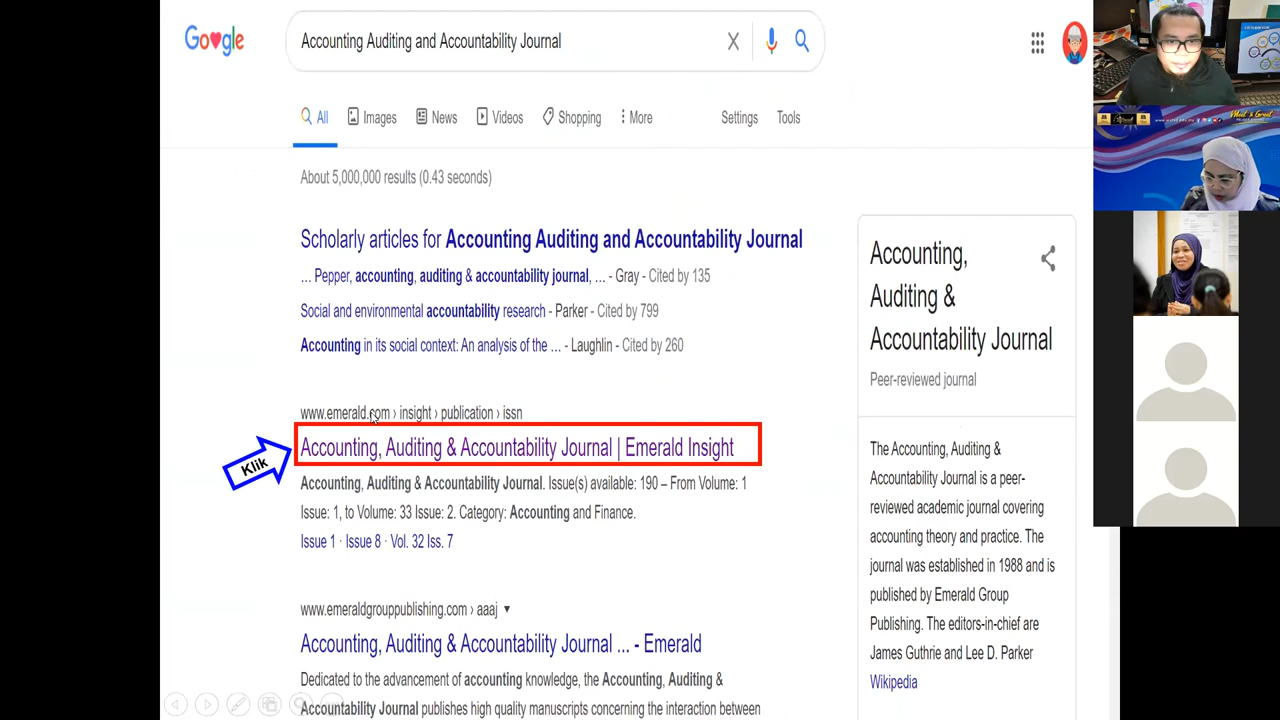 Google
Accounting Auditing and Accountability Journal
All Images News Videos Shopping More Settings Tools
About 5,000,000 results (0.43 seconds)
Scholarly articles for Accounting Auditing and Accountability Journal
... Pepper, accounting, auditing & accountability journal, ... - Gray - Cited by 135
Social and environmental accountability research - Parker - Cited by 799
Accounting in its social context: An analysis of the ... - Laughlin - Cited by 260
www.emerald.com › insight › publication › issn
Klik
Accounting, Auditing & Accountability Journal | Emerald Insight
Accounting, Auditing & Accountability Journal. Issue(s) available: 190 – From Volume: 1
Issue: 1, to Volume: 33 Issue: 2. Category: Accounting and Finance.
Issue 1 · Issue 8 · Vol. 32 Iss. 7
www.emeraldgrouppublishing.com › aaaj
Accounting, Auditing & Accountability Journal ... - Emerald
Dedicated to the advancement of accounting knowledge, the Accounting, Auditing &
Accountability Journal publishes high quality manuscripts concerning the interaction between
Accounting,
Auditing &
Accountability Journal
Peer-reviewed journal
The Accounting, Auditing &
Accountability Journal is a peer-
reviewed academic journal covering
accounting theory and practice. The
journal was established in 1988 and is
published by Emerald Group
Publishing. The editors-in-chief are
James Guthrie and Lee D. Parker
Wikipedia
Meet & Greet